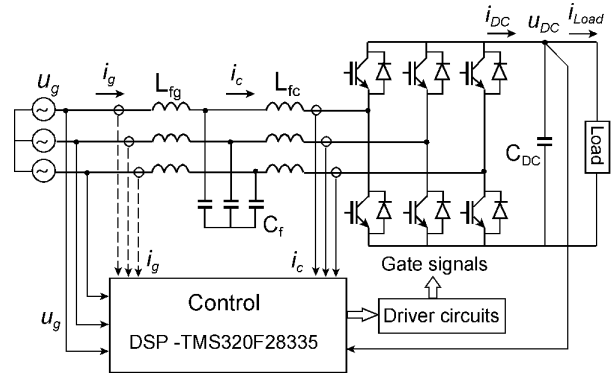 i_DC u_DC i_Load
u_g i_g L_fg i_c L_fc
~
~
~
C_DC
Load
C_f
i_g i_c
Gate signals
Control
DSP -TMS320F28335
Driver circuits
u_g